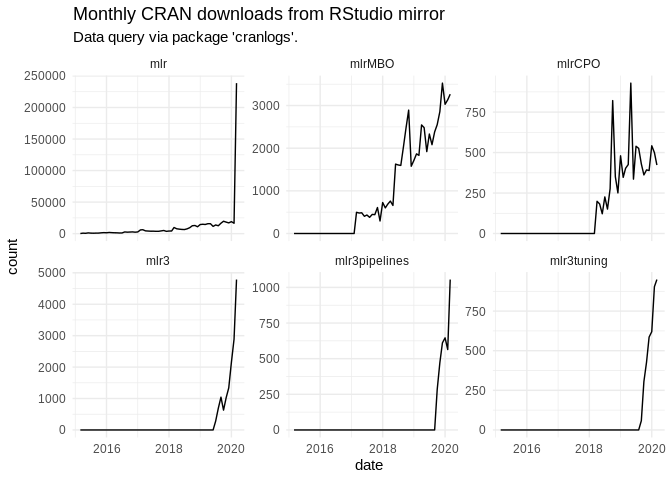 Monthly CRAN downloads from RStudio mirror
Data query via package 'cranlogs'.
mlr
mlrMBO
mlrCPO
250000
200000
150000
100000
50000
0
3000
2000
1000
0
750
500
250
0
count
mlr3
mlr3pipelines
mlr3tuning
5000
4000
3000
2000
1000
0
1000
750
500
250
0
750
500
250
0
2016 2018 2020
2016 2018 2020
2016 2018 2020
date